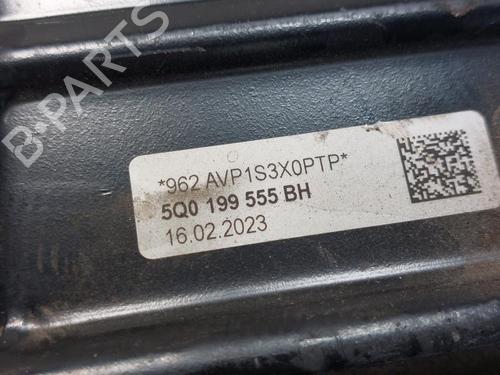 B-PARTS
*962 AVP1S3X0PTP*
5Q0 199 555 BH
16.02.2023